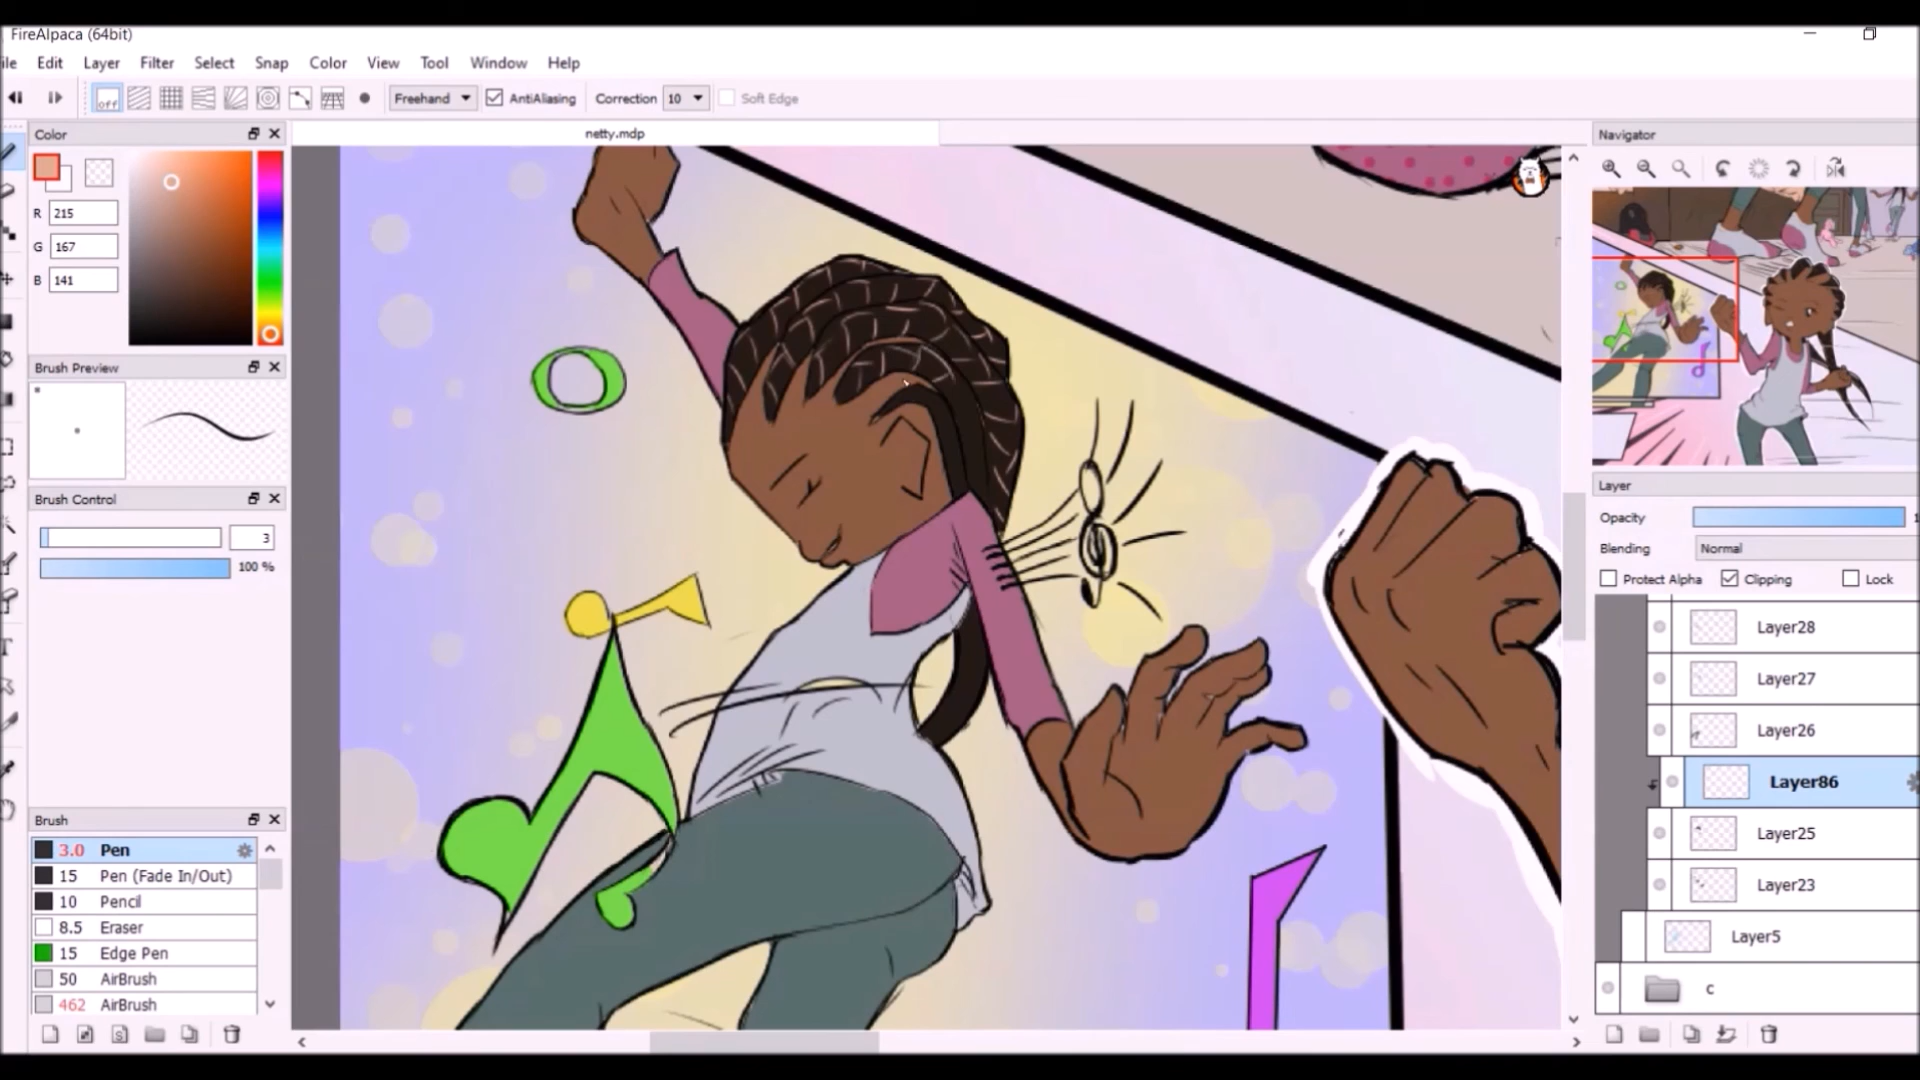 FireAlpaca (64bit)
ile Edit Layer Filter Select Snap Color View Tool Window Help
off Freehand AntiAliasing Correction 10 Soft Edge
Color
netty.mdp
Navigator
R 215
G 167
B 141
Brush Preview
Brush Control
3
100 %
Layer
Opacity 1
Blending Normal
Protect Alpha Clipping Lock
Layer28
Layer27
Layer26
Layer86
Layer25
Layer23
Layer5
c
Brush
3.0 Pen
15 Pen (Fade In/Out)
10 Pencil
8.5 Eraser
15 Edge Pen
50 AirBrush
462 AirBrush